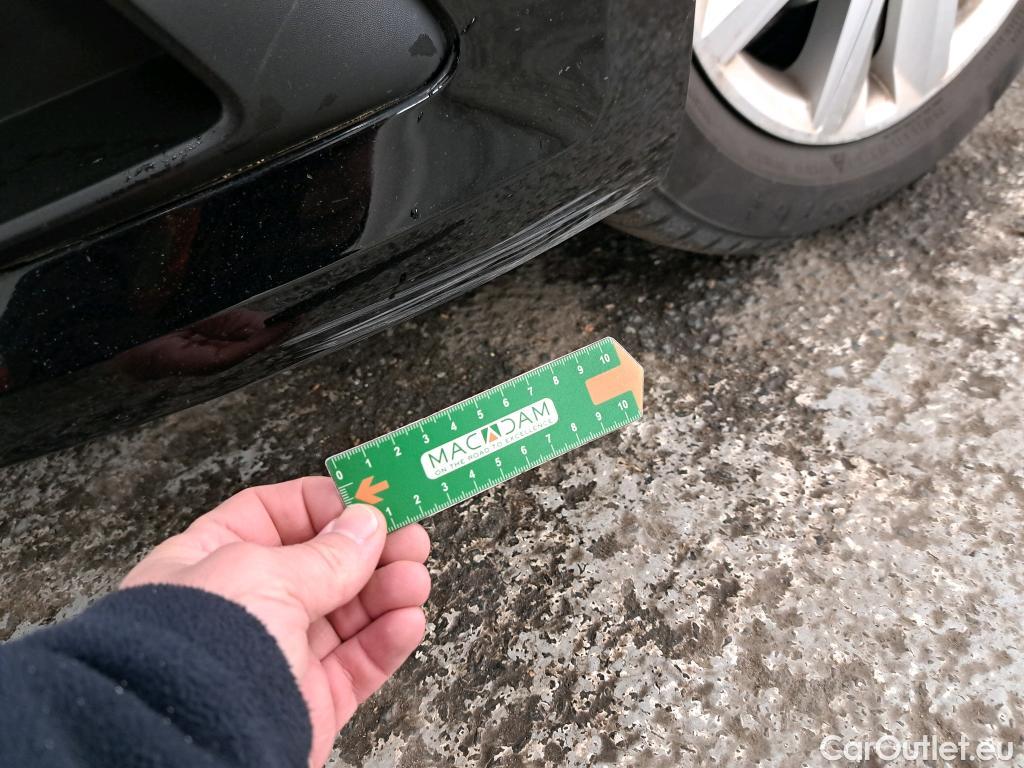 0 1 2 3 4 5 6 7 8 9 10
MACADAM
ON THE ROAD TO EXCELLENCE
1 2 3 4 5 6 7 8 9 10
CarOutlet.eu